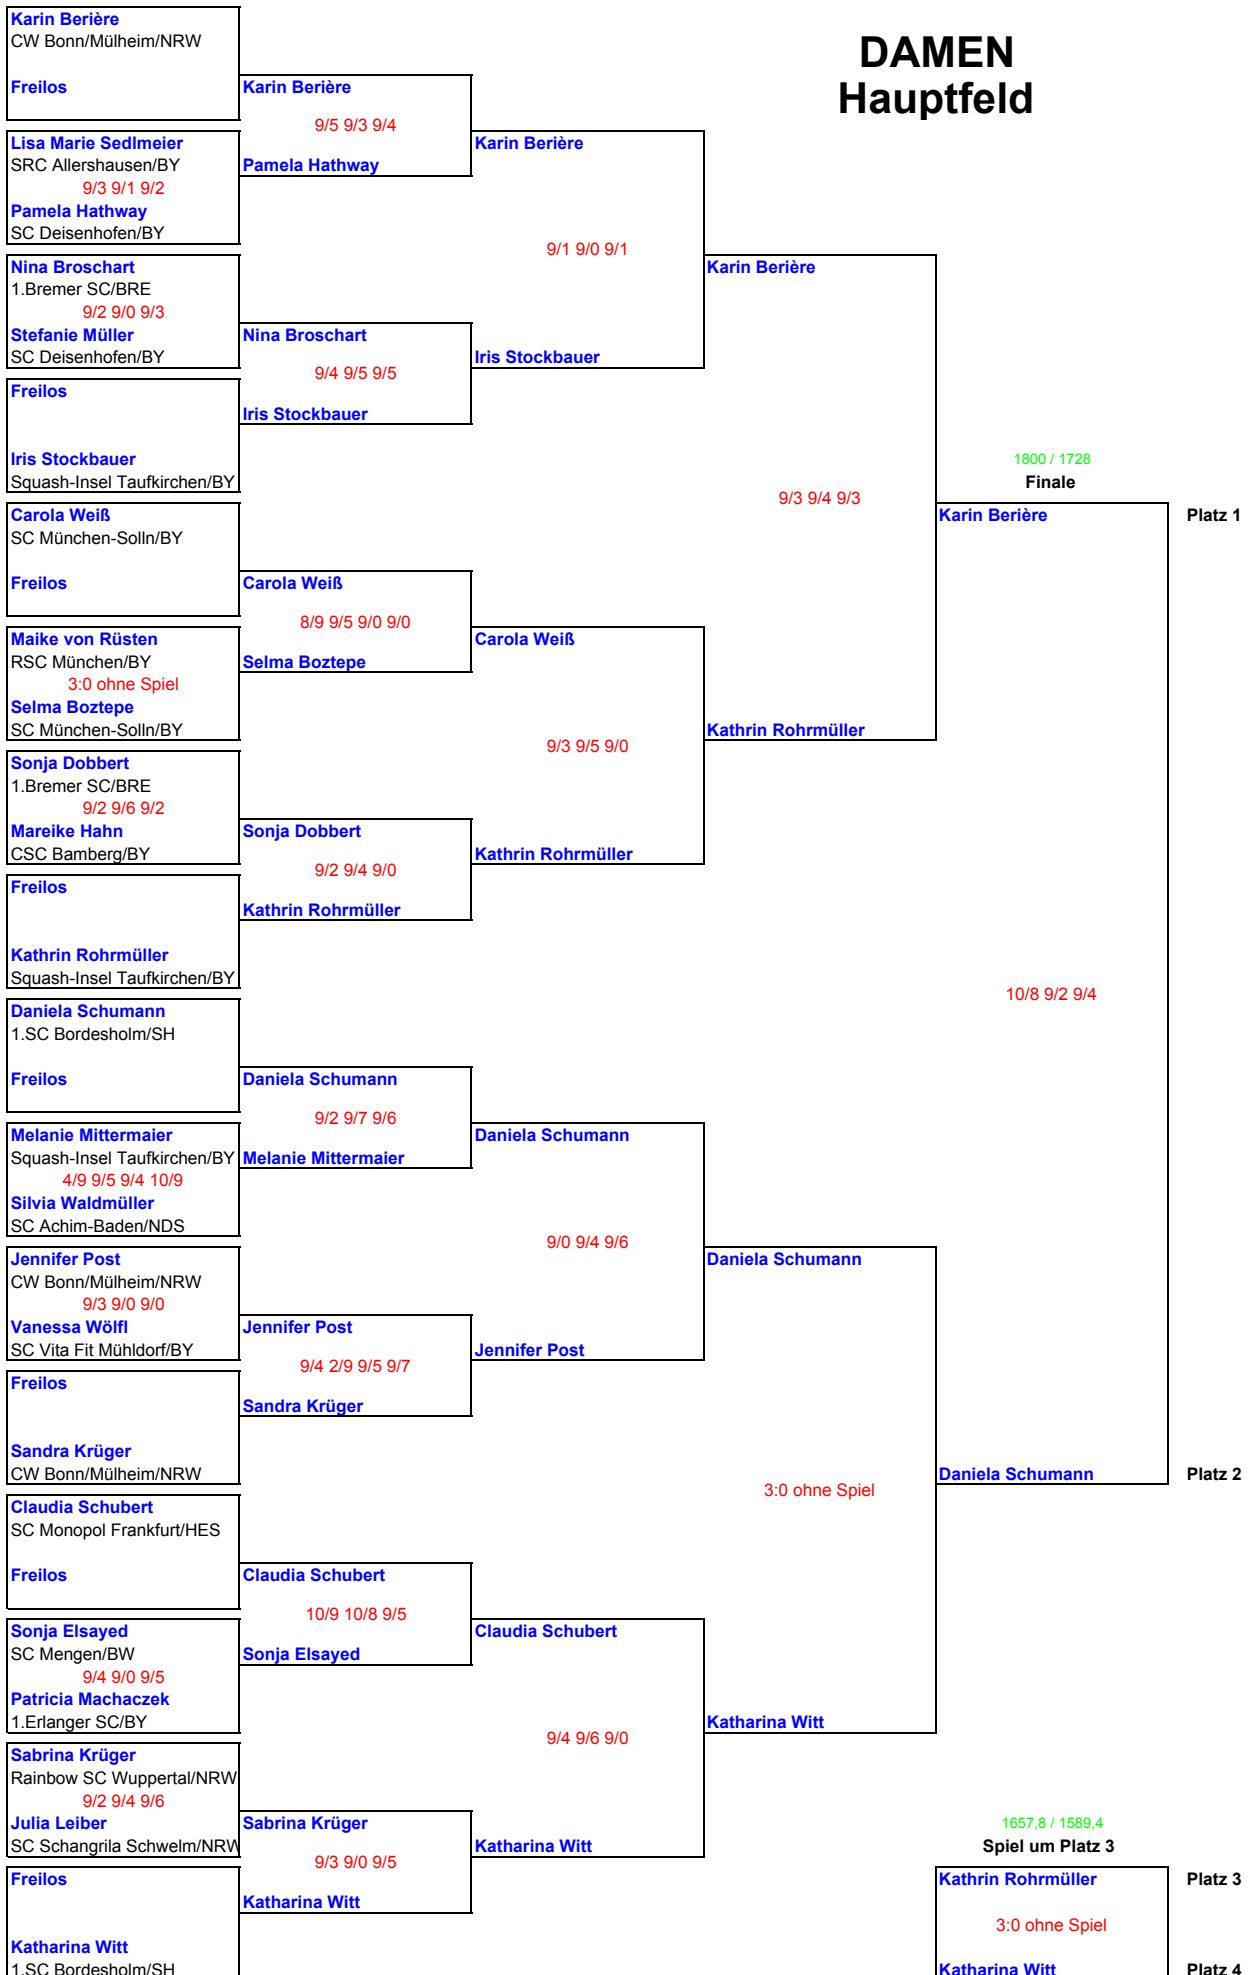 DAMEN
Hauptfeld
Karin Berière
CW Bonn/Mülheim/NRW
Freilos
Lisa Marie Sedlmeier
SRC Allershausen/BY
9/3 9/1 9/2
Pamela Hathway
SC Deisenhofen/BY
Nina Broschart
1.Bremer SC/BRE
9/2 9/0 9/3
Stefanie Müller
SC Deisenhofen/BY
Freilos
Iris Stockbauer
Squash-Insel Taufkirchen/BY
Carola Weiß
SC München-Solln/BY
Freilos
Maike von Rüsten
RSC München/BY
3:0 ohne Spiel
Selma Boztepe
SC München-Solln/BY
Sonja Dobbert
1.Bremer SC/BRE
9/2 9/6 9/2
Mareike Hahn
CSC Bamberg/BY
Freilos
Kathrin Rohrmüller
Squash-Insel Taufkirchen/BY
Daniela Schumann
1.SC Bordesholm/SH
Freilos
Melanie Mittermaier
Squash-Insel Taufkirchen/BY
4/9 9/5 9/4 10/9
Silvia Waldmüller
SC Achim-Baden/NDS
Jennifer Post
CW Bonn/Mülheim/NRW
9/3 9/0 9/0
Vanessa Wölfl
SC Vita Fit Mühldorf/BY
Freilos
Sandra Krüger
CW Bonn/Mülheim/NRW
Claudia Schubert
SC Monopol Frankfurt/HES
Freilos
Sonja Elsayed
SC Mengen/BW
9/4 9/0 9/5
Patricia Machaczek
1.Erlanger SC/BY
Sabrina Krüger
Rainbow SC Wuppertal/NRW
9/2 9/4 9/6
Julia Leiber
SC Schangrila Schwelm/NRW
Freilos
Katharina Witt
1.SC Bordesholm/SH
Karin Berière
9/5 9/3 9/4
Pamela Hathway
Nina Broschart
9/4 9/5 9/5
Iris Stockbauer
Carola Weiß
8/9 9/5 9/0 9/0
Selma Boztepe
Sonja Dobbert
9/2 9/4 9/0
Kathrin Rohrmüller
Daniela Schumann
9/2 9/7 9/6
Melanie Mittermaier
Jennifer Post
9/4 2/9 9/5 9/7
Sandra Krüger
Claudia Schubert
10/9 10/8 9/5
Sonja Elsayed
Sabrina Krüger
9/3 9/0 9/5
Katharina Witt
Karin Berière
9/1 9/0 9/1
Iris Stockbauer
Carola Weiß
9/3 9/5 9/0
Kathrin Rohrmüller
Daniela Schumann
9/0 9/4 9/6
Jennifer Post
Claudia Schubert
9/4 9/6 9/0
Katharina Witt
Karin Berière
9/3 9/4 9/3
Kathrin Rohrmüller
Daniela Schumann
3:0 ohne Spiel
Katharina Witt
1800 / 1728
Finale
Karin Berière Platz 1
10/8 9/2 9/4
Daniela Schumann Platz 2
1657,8 / 1589,4
Spiel um Platz 3
Kathrin Rohrmüller Platz 3
3:0 ohne Spiel
Katharina Witt Platz 4